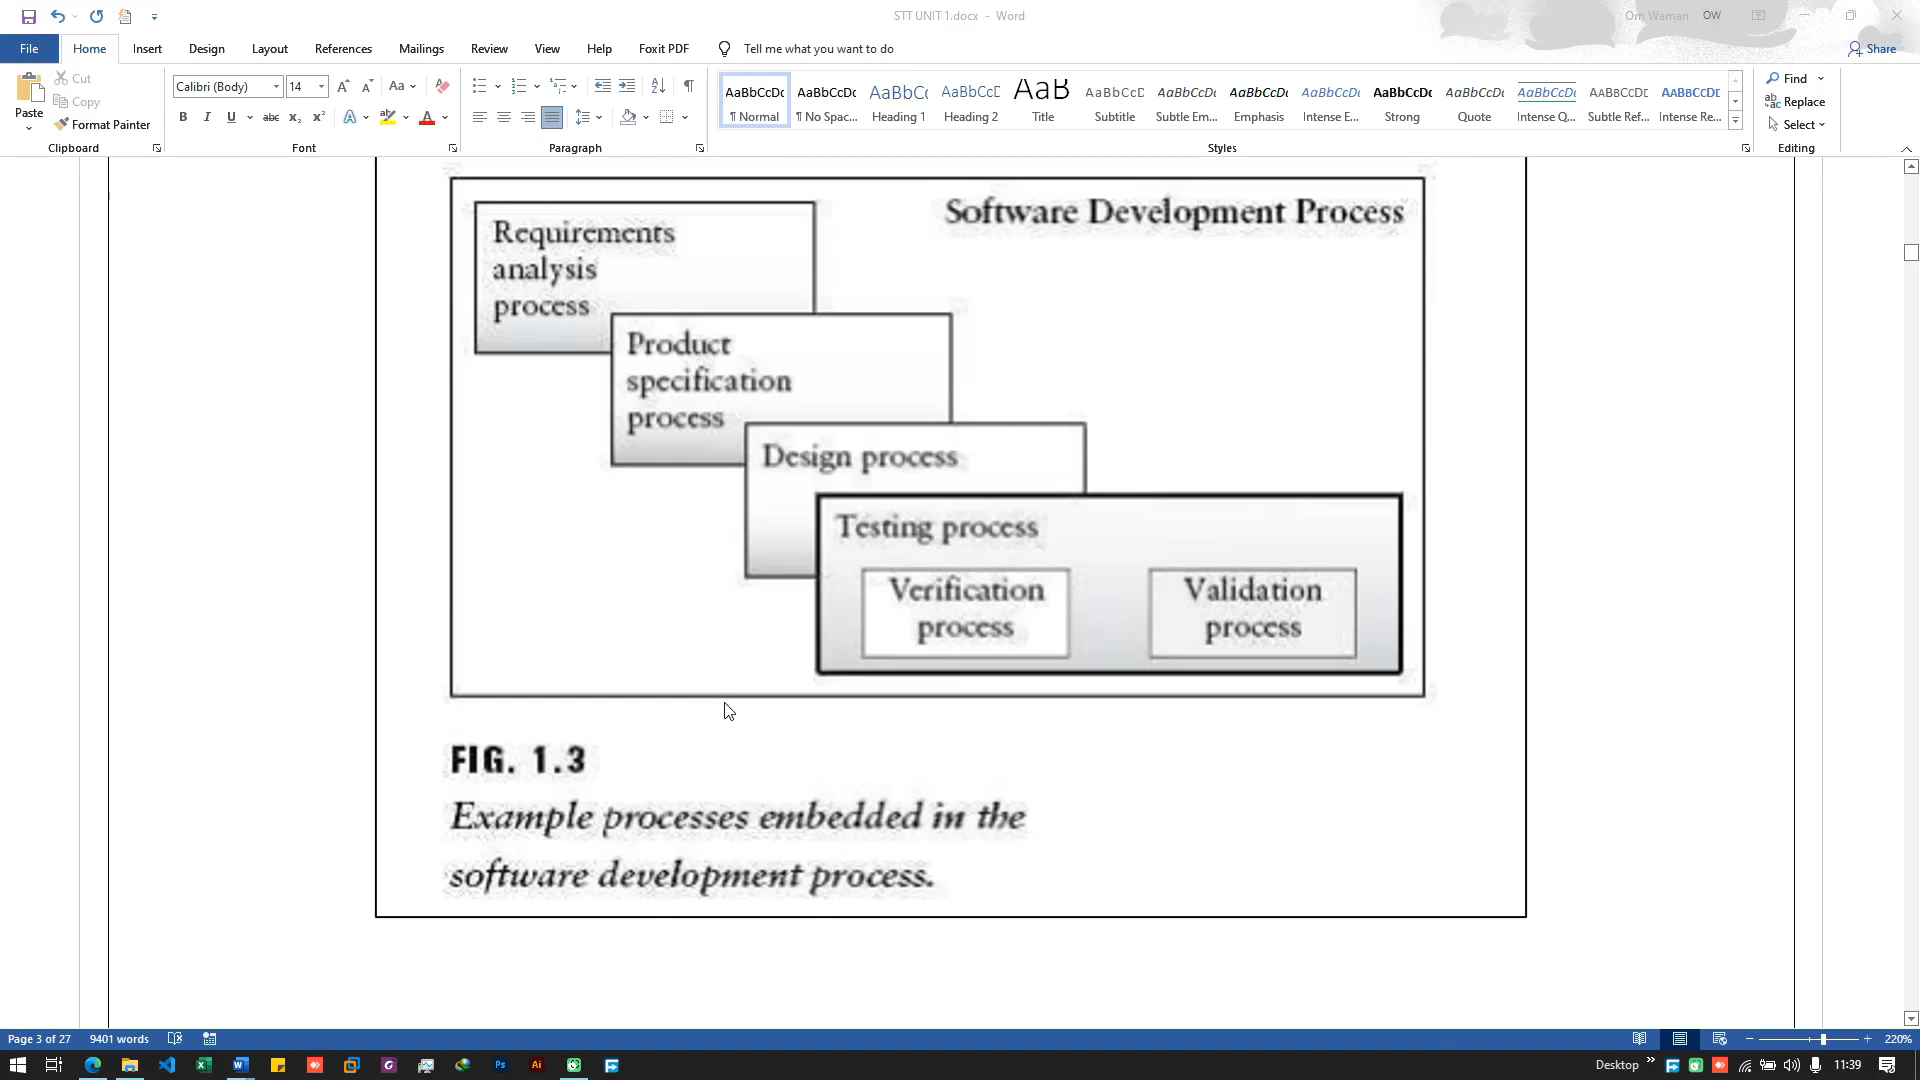 STT UNIT 1.docx - Word
Om Waman OW
File Home Insert Design Layout References Mailings Review View Help Foxit PDF Tell me what you want to do Share
Paste
Cut
Copy
Format Painter
Clipboard
Calibri (Body) 14
Font
Paragraph
AaBbCcDc AaBbCcDc AaBbC AaBbCcD AaB AaBbCcD AaBbCcDc AaBbCcDc AaBbCcDc AaBbCcDc AaBbCcDc AaBbCcDc AABBCCDE AABBCCDE
¶ Normal ¶ No Spac... Heading 1 Heading 2 Title Subtitle Subtle Em... Emphasis Intense E... Strong Quote Intense Q... Subtle Ref... Intense Re...
Styles
Find
Replace
Select
Editing
Software Development Process
Requirements
analysis
process
Product
specification
process
Design process
Testing process
Verification
process
Validation
process
FIG. 1.3
Example processes embedded in the
software development process.
Page 3 of 27 9401 words 220%
Desktop 11:39